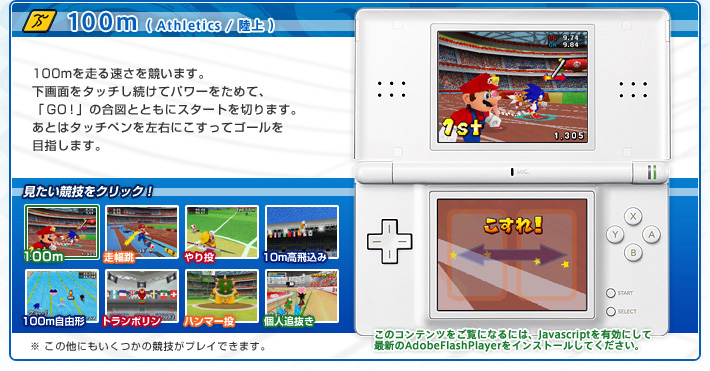 100m ( Athletics / 陸上 )
100mを走る速さを競います。
下画面をタッチし続けてパワーをためて、
「GO!」の合図とともにスタートを切ります。
あとはタッチペンを左右にこすってゴールを
目指します。
9.74
9.84
1st
1.305
MIC.
こすれ!
X
Y
A
B
START
SELECT
見たい競技をクリック!
100m
走幅跳
やり投
10m高飛込み
100m自由形
トランポリン
ハンマー投
個人追抜き
※ この他にもいくつかの競技がプレイできます。
このコンテンツをご覧になるには、Javascriptを有効にして
最新のAdobeFlashPlayerをインストールしてください。